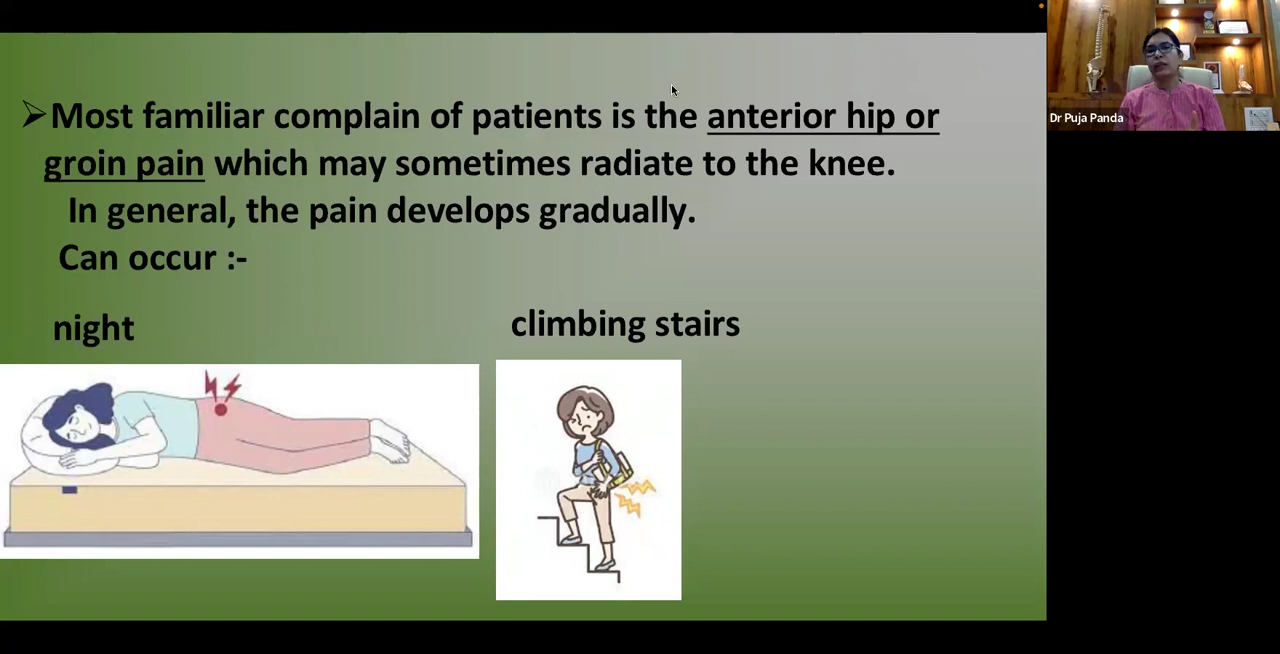 ➢Most familiar complain of patients is the anterior hip or
groin pain which may sometimes radiate to the knee.
In general, the pain develops gradually.
Can occur :-
night
climbing stairs
Dr Puja Panda